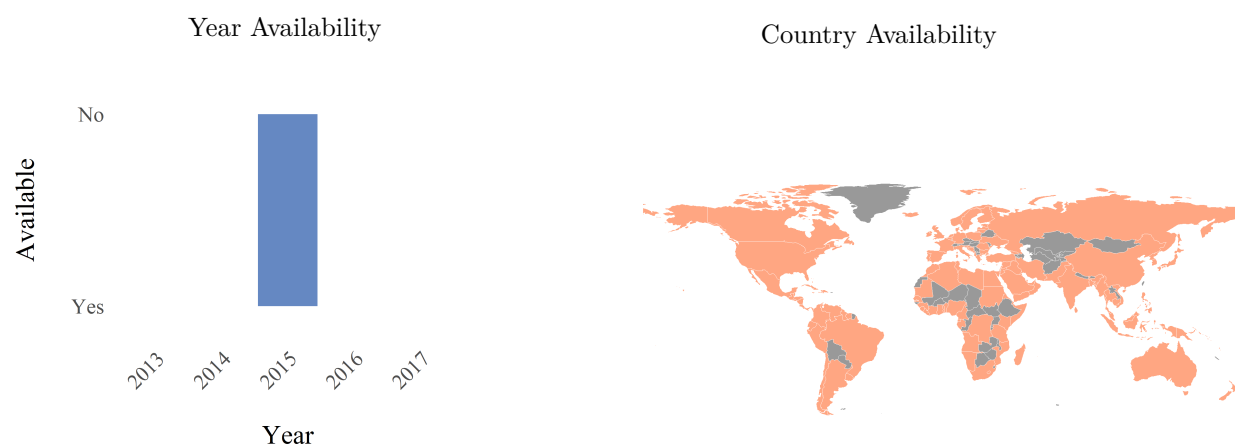 Year Availability
No
Available
Yes
2013
2014
2015
2016
2017
Year
Country Availability